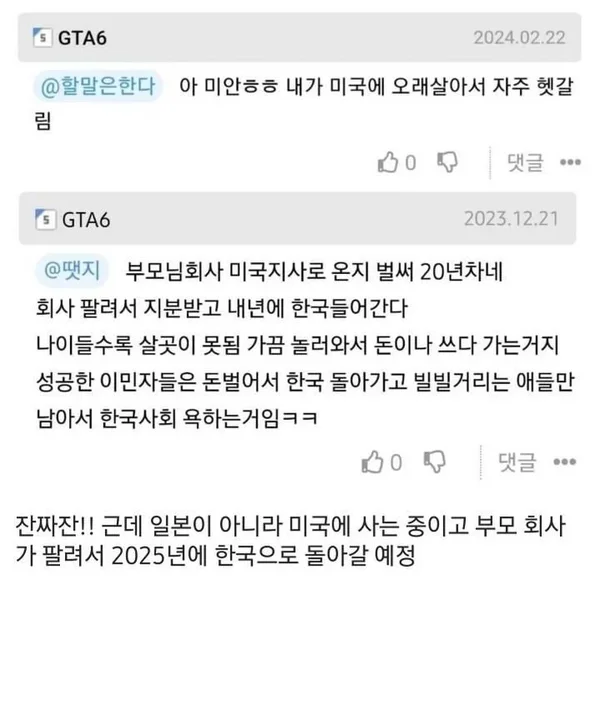 GTA6 2024.02.22
@할말은한다 아 미안ㅎㅎ 내가 미국에 오래살아서 자주 헷갈
림
0 댓글
GTA6 2023.12.21
@땟지 부모님회사 미국지사로 온지 벌써 20년차네
회사 팔려서 지분받고 내년에 한국들어간다
나이들수록 살곳이 못됨 가끔 놀러와서 돈이나 쓰다 가는거지
성공한 이민자들은 돈벌어서 한국 돌아가고 빌빌거리는 애들만
남아서 한국사회 욕하는거임ㅋㅋ
0 댓글
잔짜잔!! 근데 일본이 아니라 미국에 사는 중이고 부모 회사
가 팔려서 2025년에 한국으로 돌아갈 예정